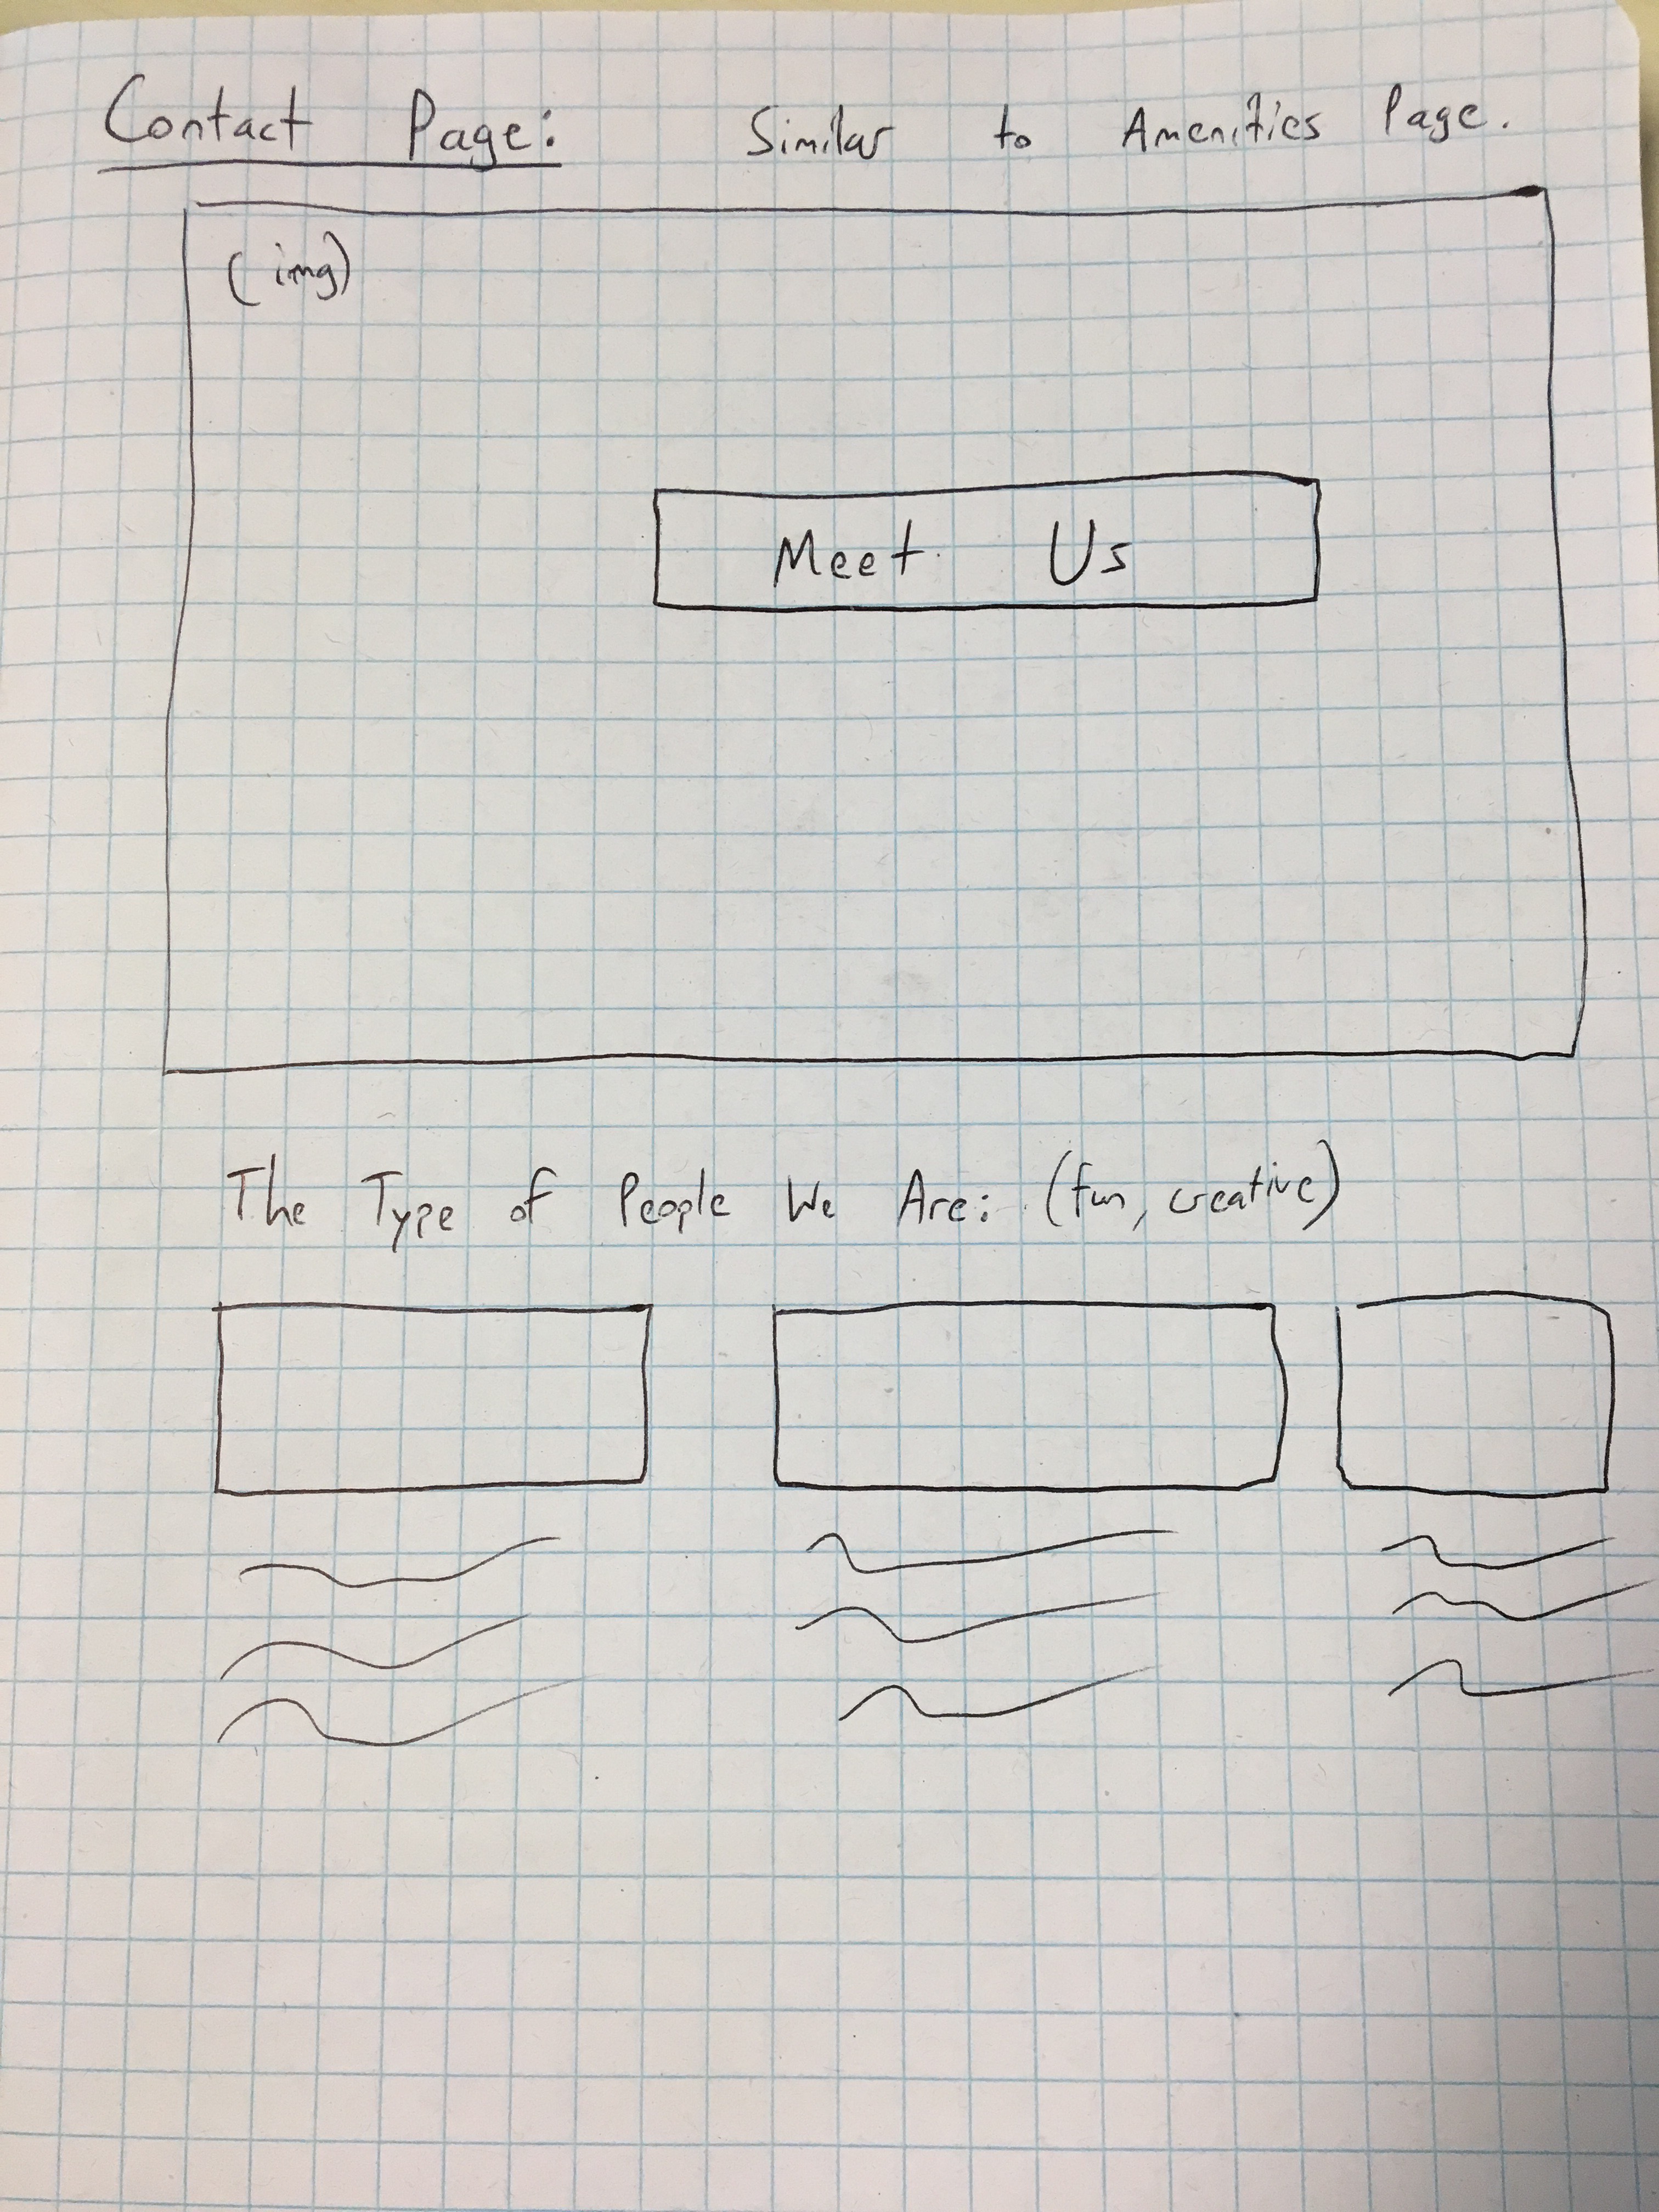 Contact Page: Similar to Amenities Page.
(img)
Meet Us
The Type of People We Are: (fun, creative)